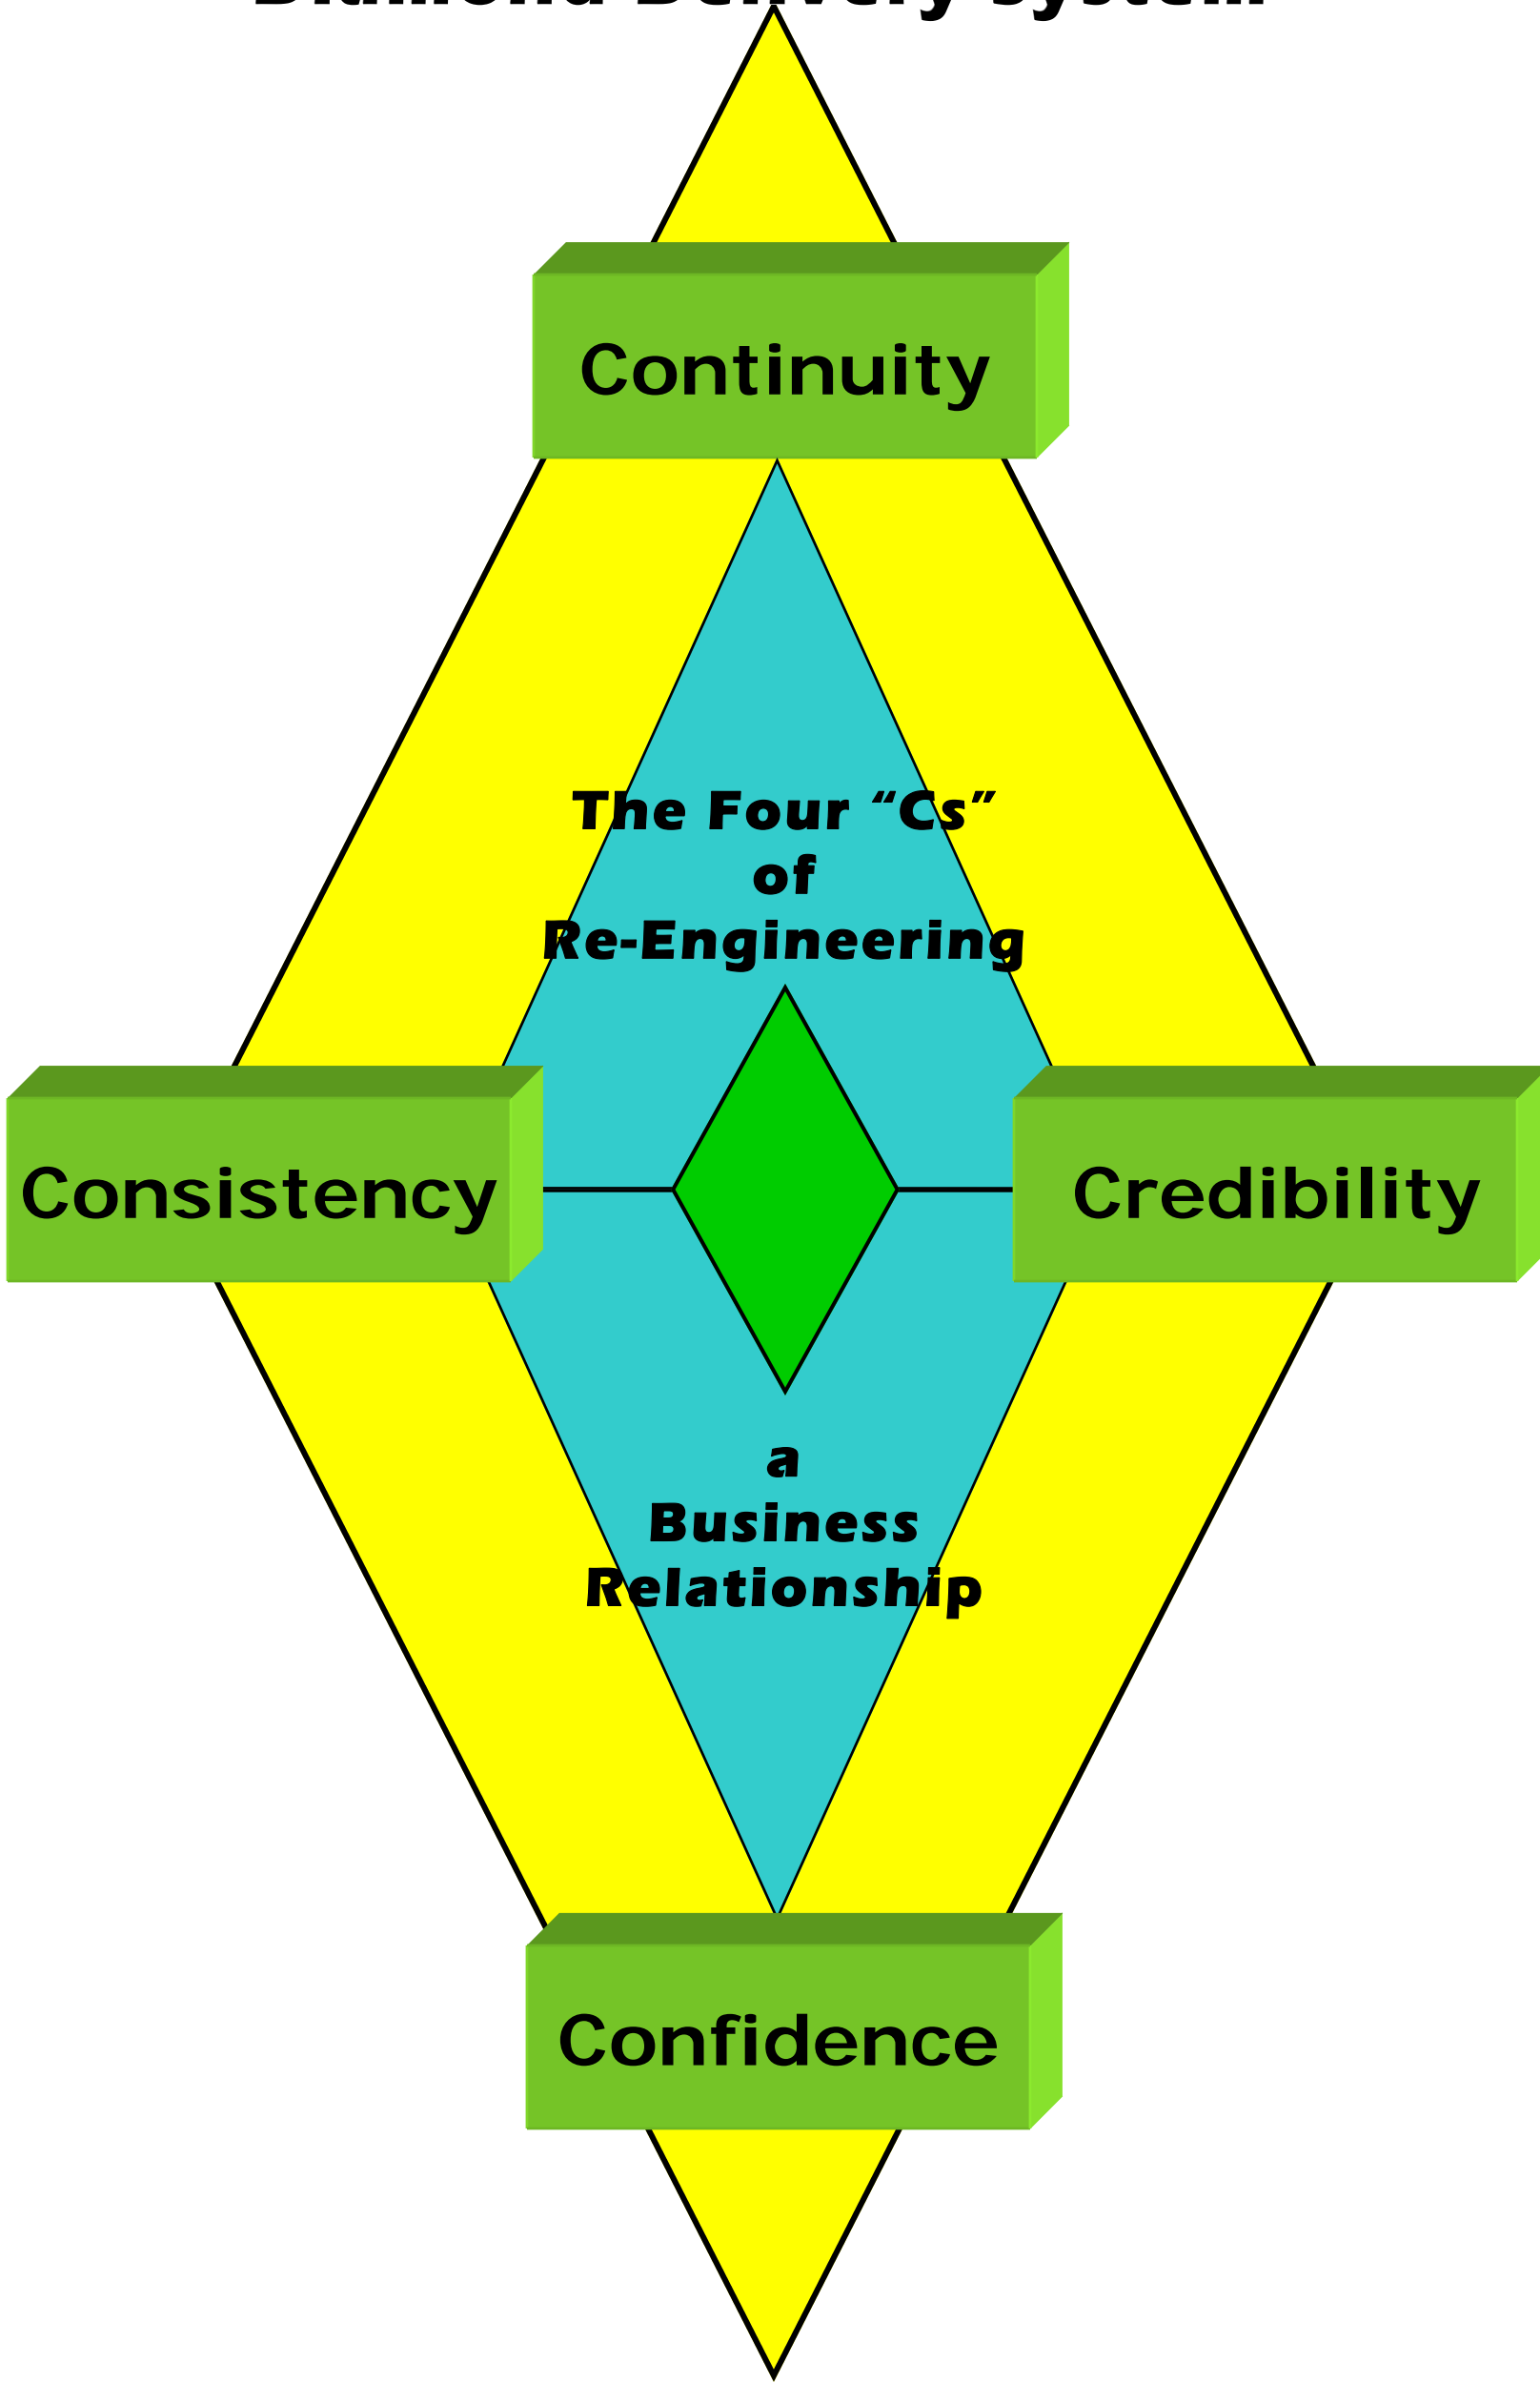 Continuity
The Four “Cs”
of
Re-Engineering
Consistency
Credibility
a
Business
Relationship
Confidence